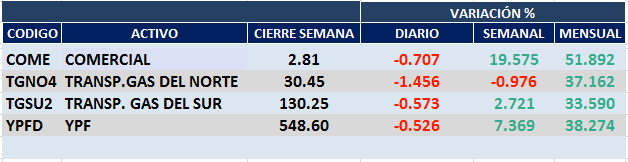 VARIACIÓN %
CODIGO ACTIVO CIERRE SEMANA DIARIO SEMANAL MENSUAL
COME COMERCIAL 2.81 -0.707 19.575 51.892
TGNO4 TRANSP.GAS DEL NORTE 30.45 -1.456 -0.976 37.162
TGSU2 TRANSP. GAS DEL SUR 130.25 -0.573 2.721 33.590
YPFD YPF 548.60 -0.526 7.369 38.274